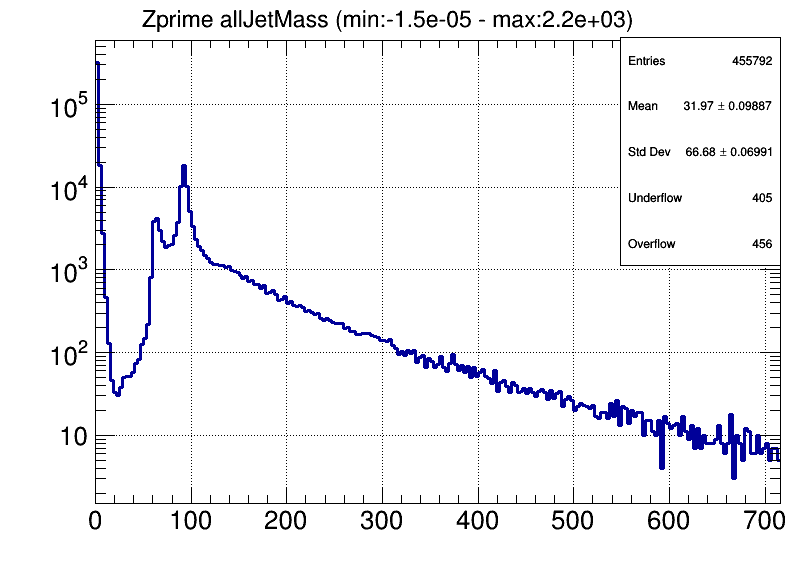 Zprime allJetMass (min:-1.5e-05 - max:2.2e+03)
Entries 455792
Mean 31.97 ± 0.09887
Std Dev 66.68 ± 0.06991
Underflow 405
Overflow 456
10^5
10^4
10^3
10^2
10
0 100 200 300 400 500 600 700